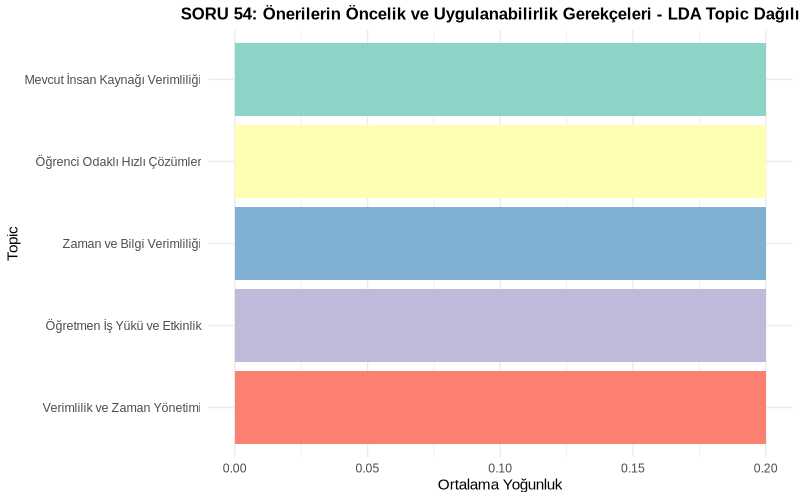 SORU 54: Önerilerin Öncelik ve Uygulanabilirlik Gerekçeleri - LDA Topic Dağılı
Mevcut İnsan Kaynağı Verimliliği
Öğrenci Odaklı Hızlı Çözümler
Zaman ve Bilgi Verimliliği
Öğretmen İş Yükü ve Etkinlik
Verimlilik ve Zaman Yönetimi
Topic
0.00 0.05 0.10 0.15 0.20
Ortalama Yoğunluk